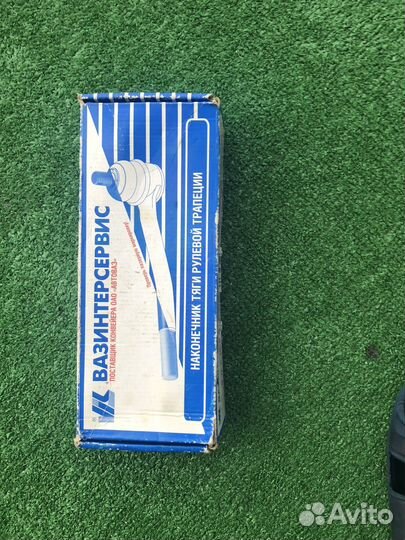 ВАЗИНТЕРСЕРВИС
ПОСТАВЩИК КОНВЕЙЕРА ОАО «АВТОВАЗ»
НАКОНЕЧНИК ТЯГИ РУЛЕВОЙ ТРАПЕЦИИ
Avito